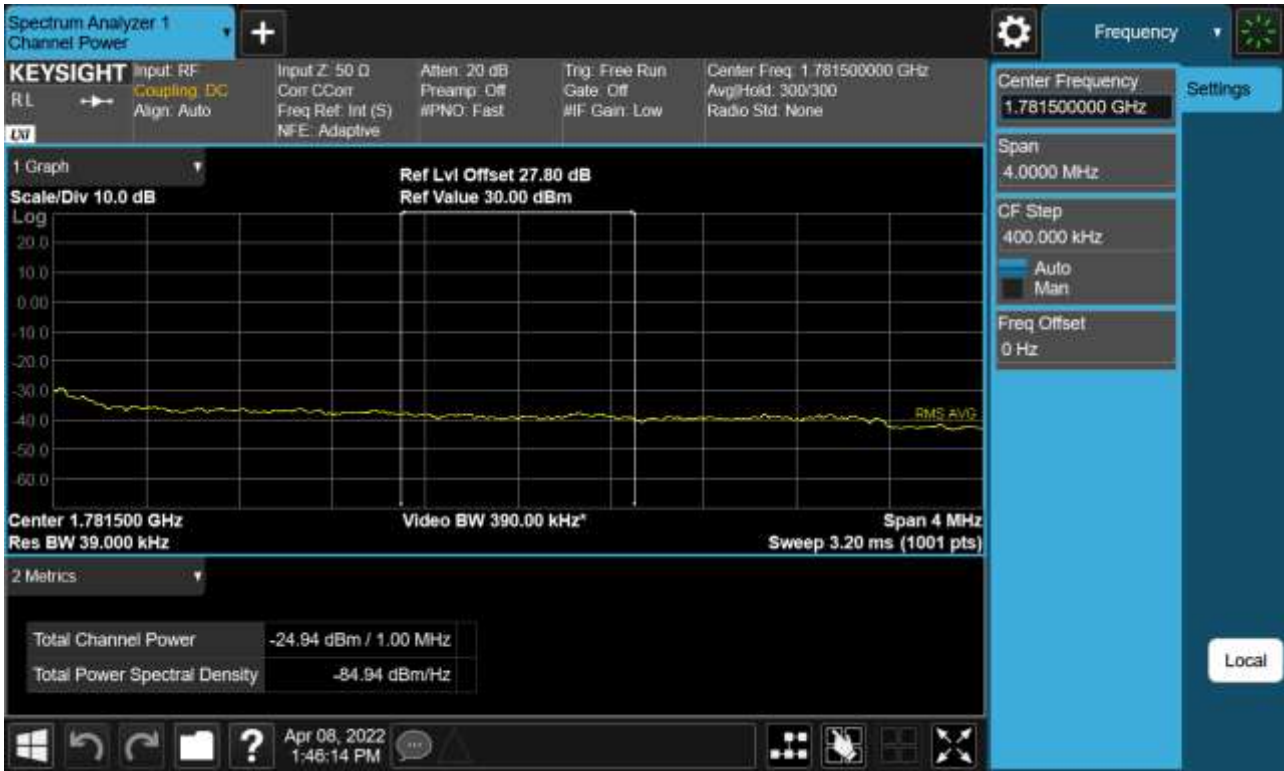 Spectrum Analyzer 1
Channel Power
+
Frequency
KEYSIGHT
RL
LXI
Input: RF
Coupling: DC
Align: Auto
Input Z: 50 Ω
Corr CCorr
Freq Ref: Int (S)
NFE: Adaptive
Atten: 20 dB
Preamp: Off
#PNO: Fast
Trig: Free Run
Gate: Off
#IF Gain: Low
Center Freq: 1.781500000 GHz
Avg|Hold: 300/300
Radio Std: None
Center Frequency
1.781500000 GHz
Settings
Span
4.0000 MHz
CF Step
400.000 kHz
Auto
Man
Freq Offset
0 Hz
Local
1 Graph
Scale/Div 10.0 dB
Ref Lvl Offset 27.80 dB
Ref Value 30.00 dBm
Log
20.0
10.0
0.00
-10.0
-20.0
-30.0
-40.0
-50.0
-60.0
RMS AVG
Center 1.781500 GHz
Res BW 39.000 kHz
Video BW 390.00 kHz*
Span 4 MHz
Sweep 3.20 ms (1001 pts)
2 Metrics
Total Channel Power -24.94 dBm / 1.00 MHz
Total Power Spectral Density -84.94 dBm/Hz
?
Apr 08, 2022
1:46:14 PM